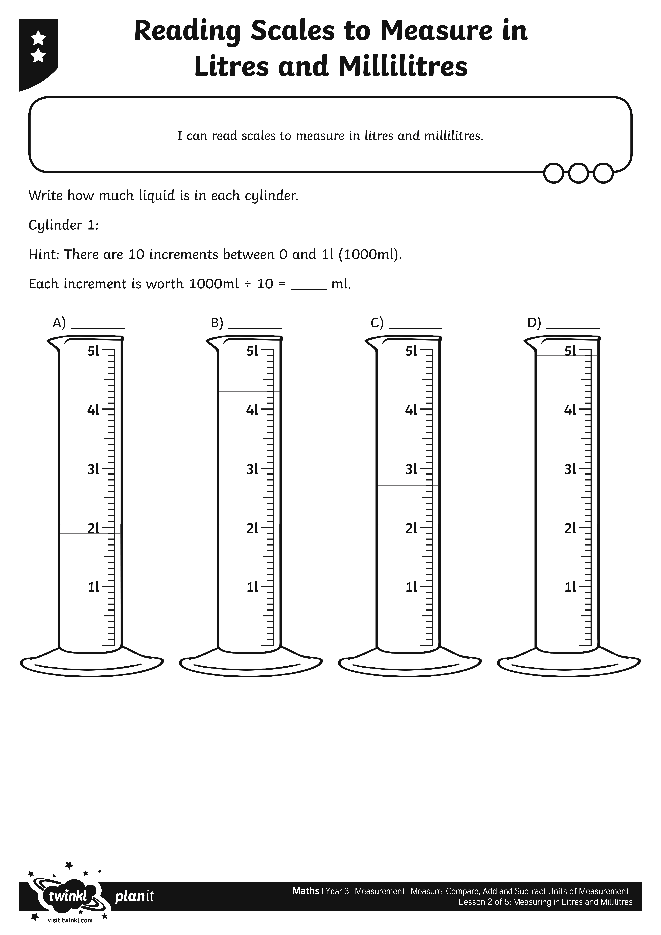 Reading Scales to Measure in
Litres and Millilitres
I can read scales to measure in litres and millilitres.
Write how much liquid is in each cylinder.
Cylinder 1:
Hint: There are 10 increments between 0 and 1l (1000ml).
Each increment is worth 1000ml ÷ 10 = _____ ml.
A) _______ B) _______ C) _______ D) _______
5l 5l 5l 5l
4l 4l 4l 4l
3l 3l 3l 3l
2l 2l 2l 2l
1l 1l 1l 1l
twinkl planit
visit twinkl.com
Maths | Year 3 | Measurement | Measure, Compare, Add and Subtract Units of Measurement
Lesson 2 of 5: Measuring in Litres and Millilitres